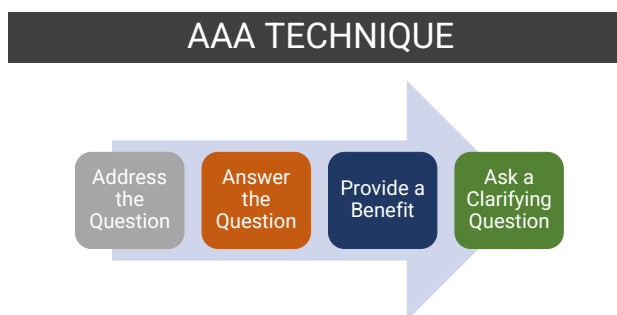 AAA TECHNIQUE
Address
the
Question
Answer
the
Question
Provide a
Benefit
Ask a
Clarifying
Question